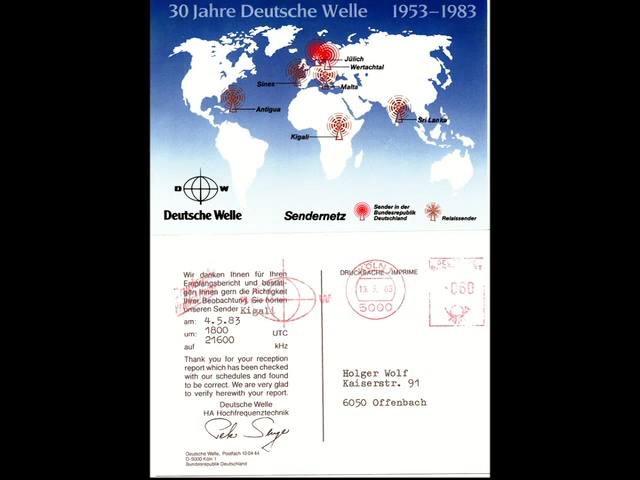 30 Jahre Deutsche Welle 1953–1983
Jülich
Wertachtal
Sines
Malta
Antigua
Sri Lanka
Kigali
D W
Deutsche Welle
Sendernetz
Sender in der
Bundesrepublik
Deutschland
Relaissender
Wir danken Ihnen für Ihren
Empfangsbericht und bestäti-
gen Ihnen gern die Richtigkeit
Ihrer Beobachtung. Sie hörten
unseren Sender Kigali
am: 4.5.83
um: 1800 UTC
auf 21600 kHz
Thank you for your reception
report which has been checked
with our schedules and found
to be correct. We are very glad
to verify herewith your report.
Deutsche Welle
HA Hochfrequenztechnik
Deutsche Welle, Postfach 10 04 44
D-5000 Köln 1
Bundesrepublik Deutschland
DRUCKSACHE - IMPRIME
KÖLN
5000
060
W
Holger Wolf
Kaiserstr. 91
6050 Offenbach